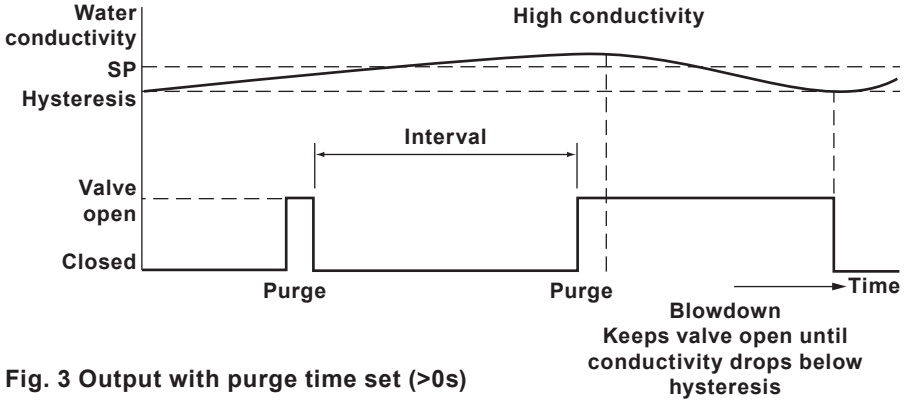 Water
conductivity
High conductivity
SP
Hysteresis
Interval
Valve
open
Closed
Purge
Purge
Time
Blowdown
Keeps valve open until
conductivity drops below
hysteresis
Fig. 3 Output with purge time set (>0s)